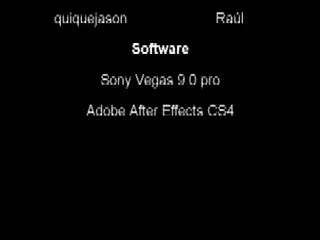 quiquejason Raúl
Software
Sony Vegas 9.0 pro
Adobe After Effects CS4